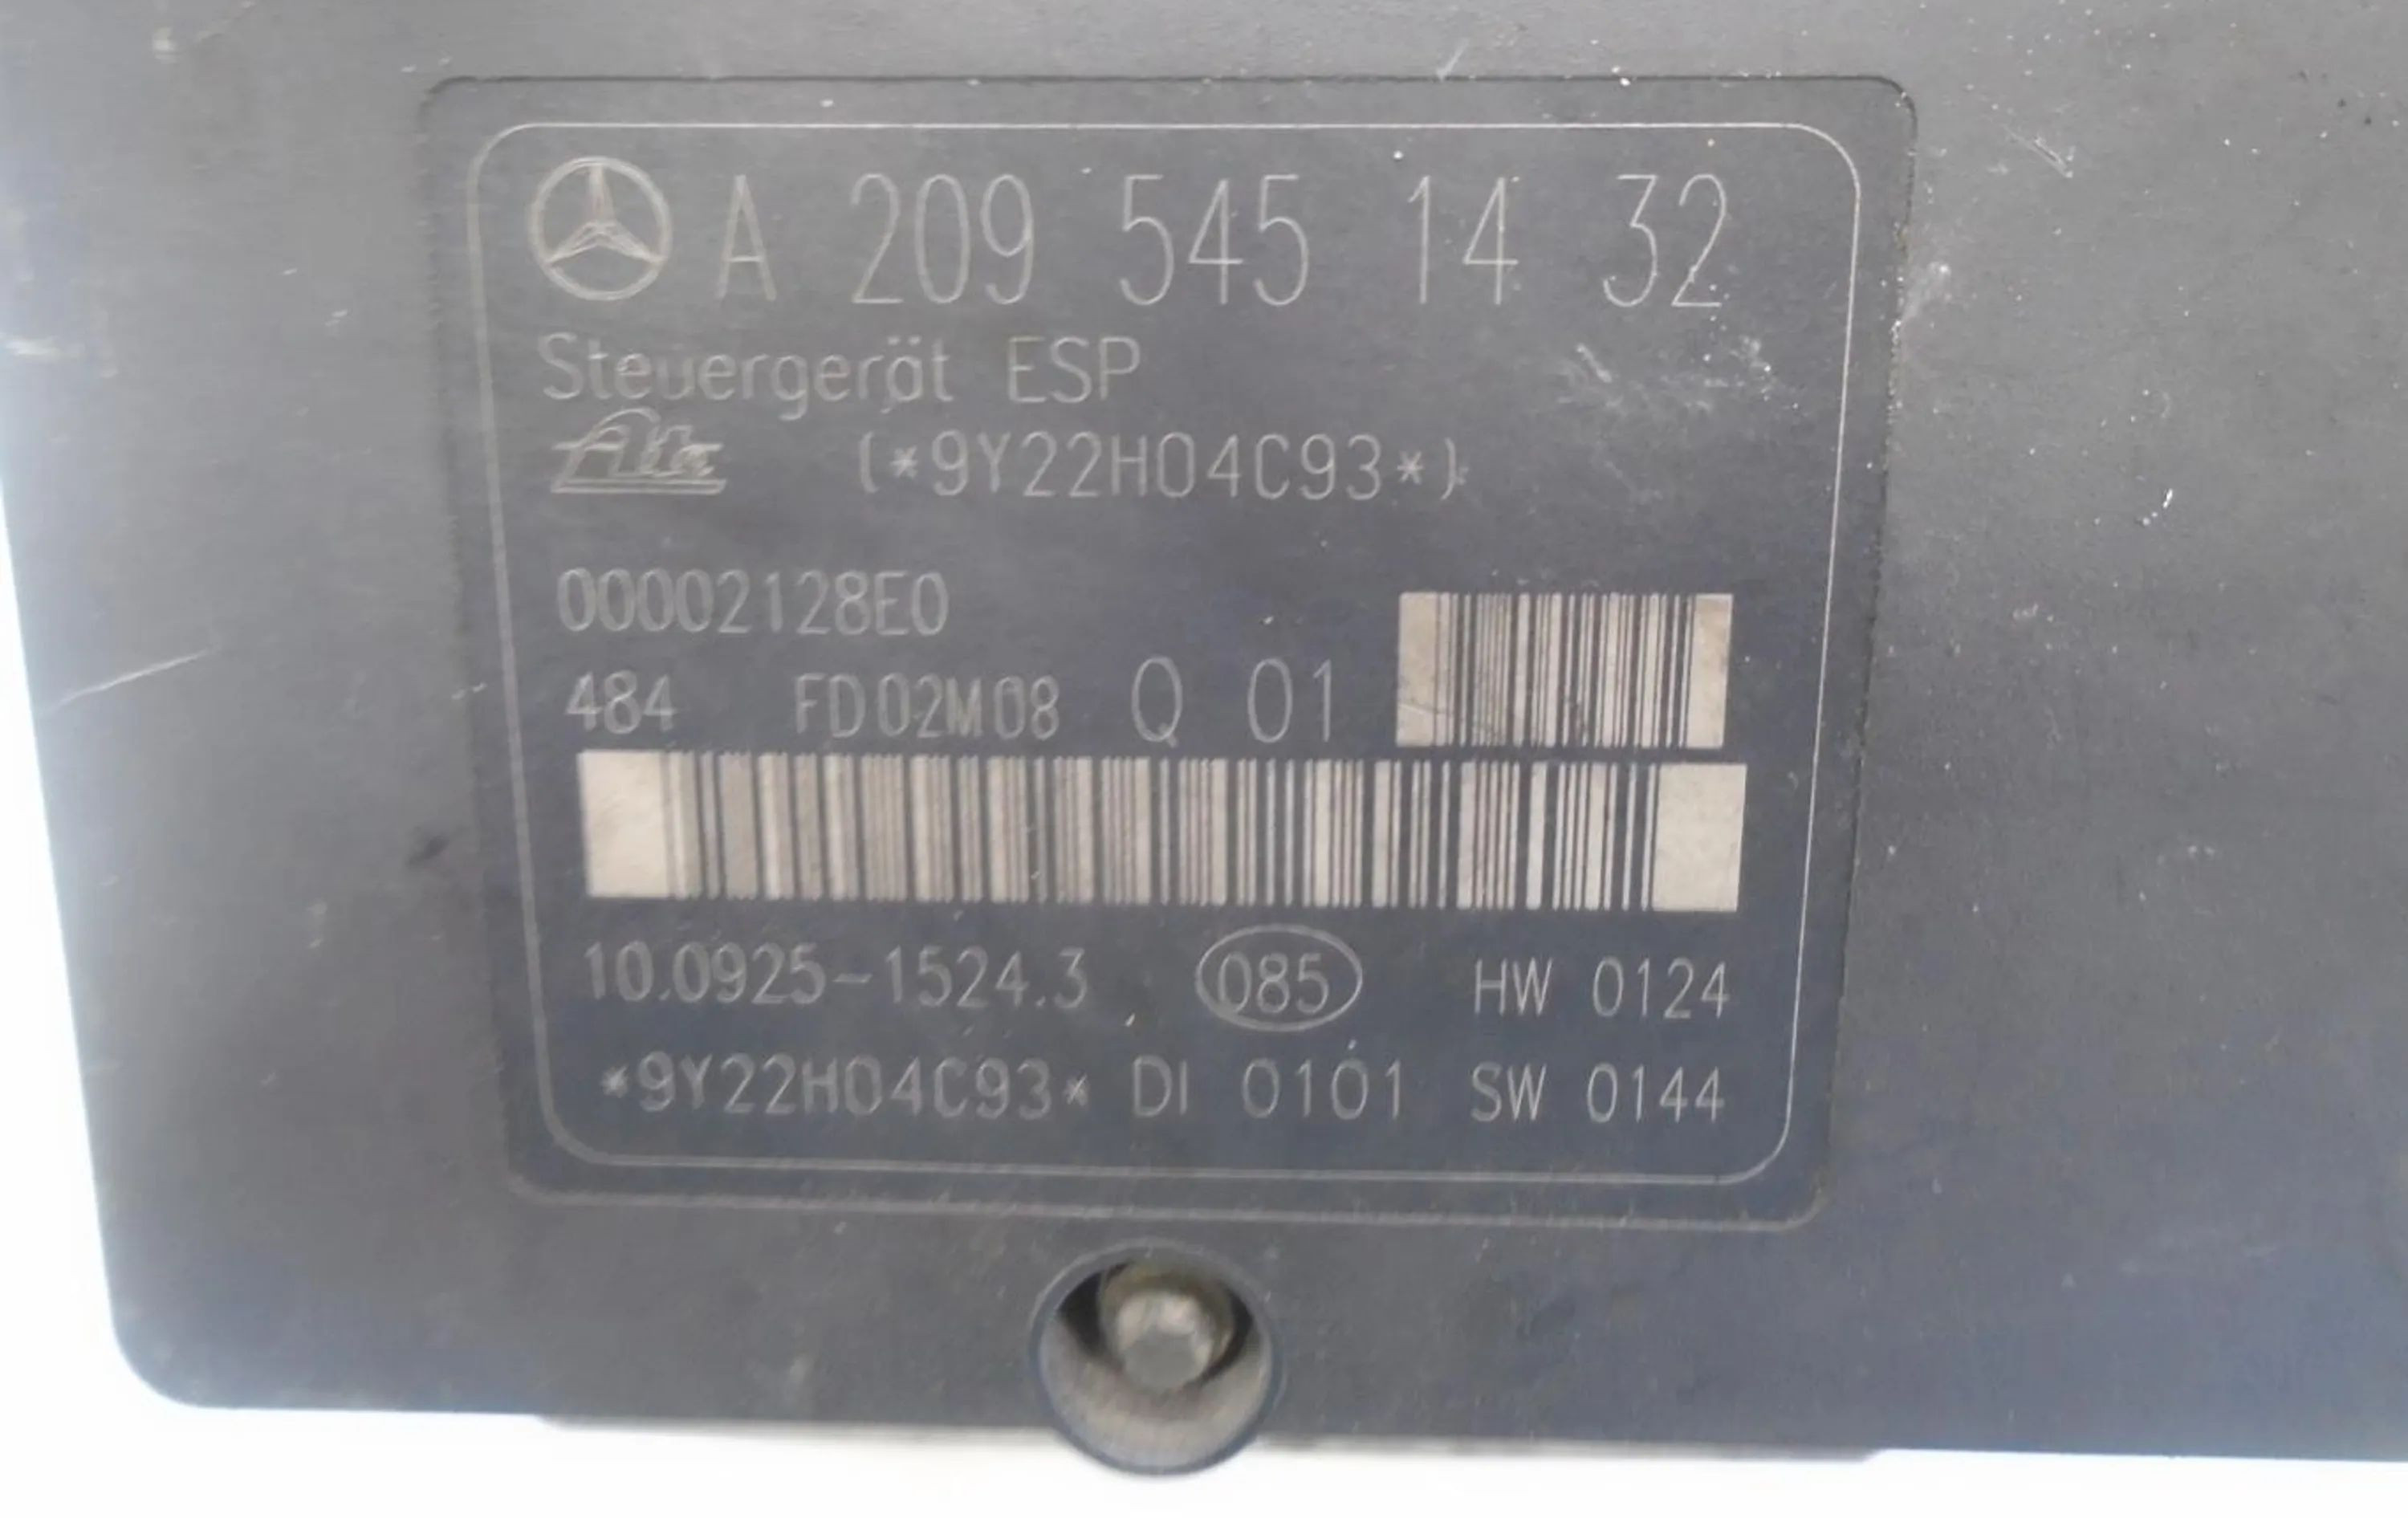 A 209 545 14 32
Steuergerät ESP
Ate (*9Y22H04C93*)
00002128E0
484 FD02M08 Q 01
10.0925-1524.3 085 HW 0124
*9Y22H04C93* DI 0101 SW 0144